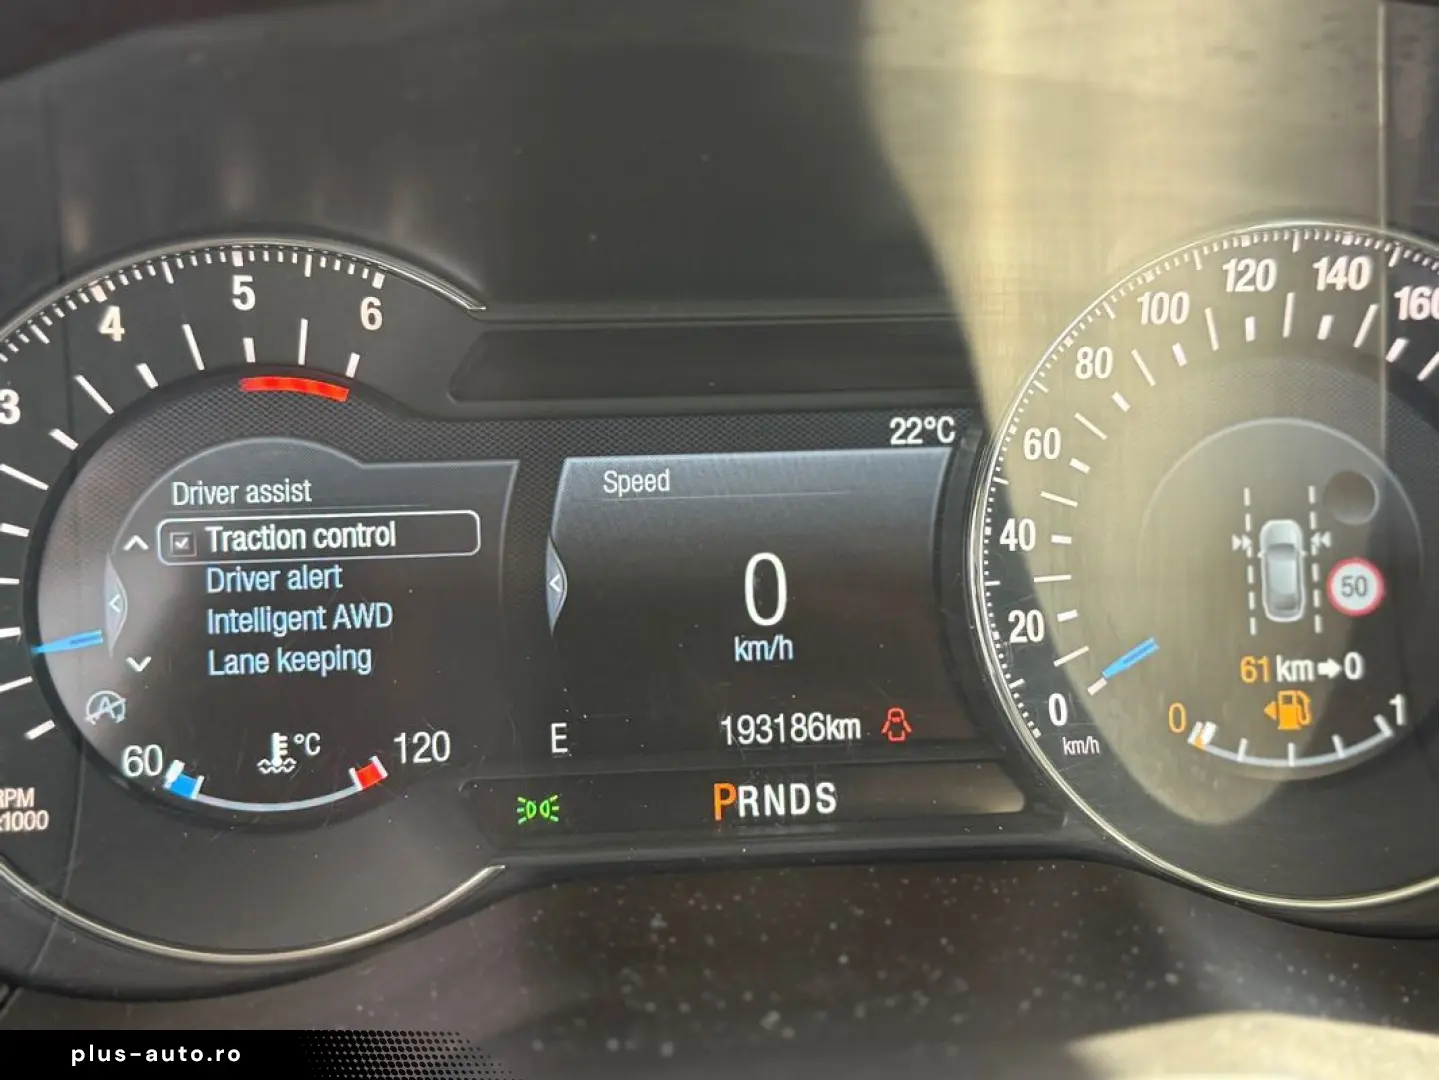 3
4
5
6
RPM
x1000
Driver assist
Traction control
Driver alert
Intelligent AWD
Lane keeping
60
°C
120
22°C
Speed
0
km/h
E
193186km
PRNDS
0
20
40
60
80
100
120
140
160
km/h
50
61 km 0
0
1
plus-auto.ro